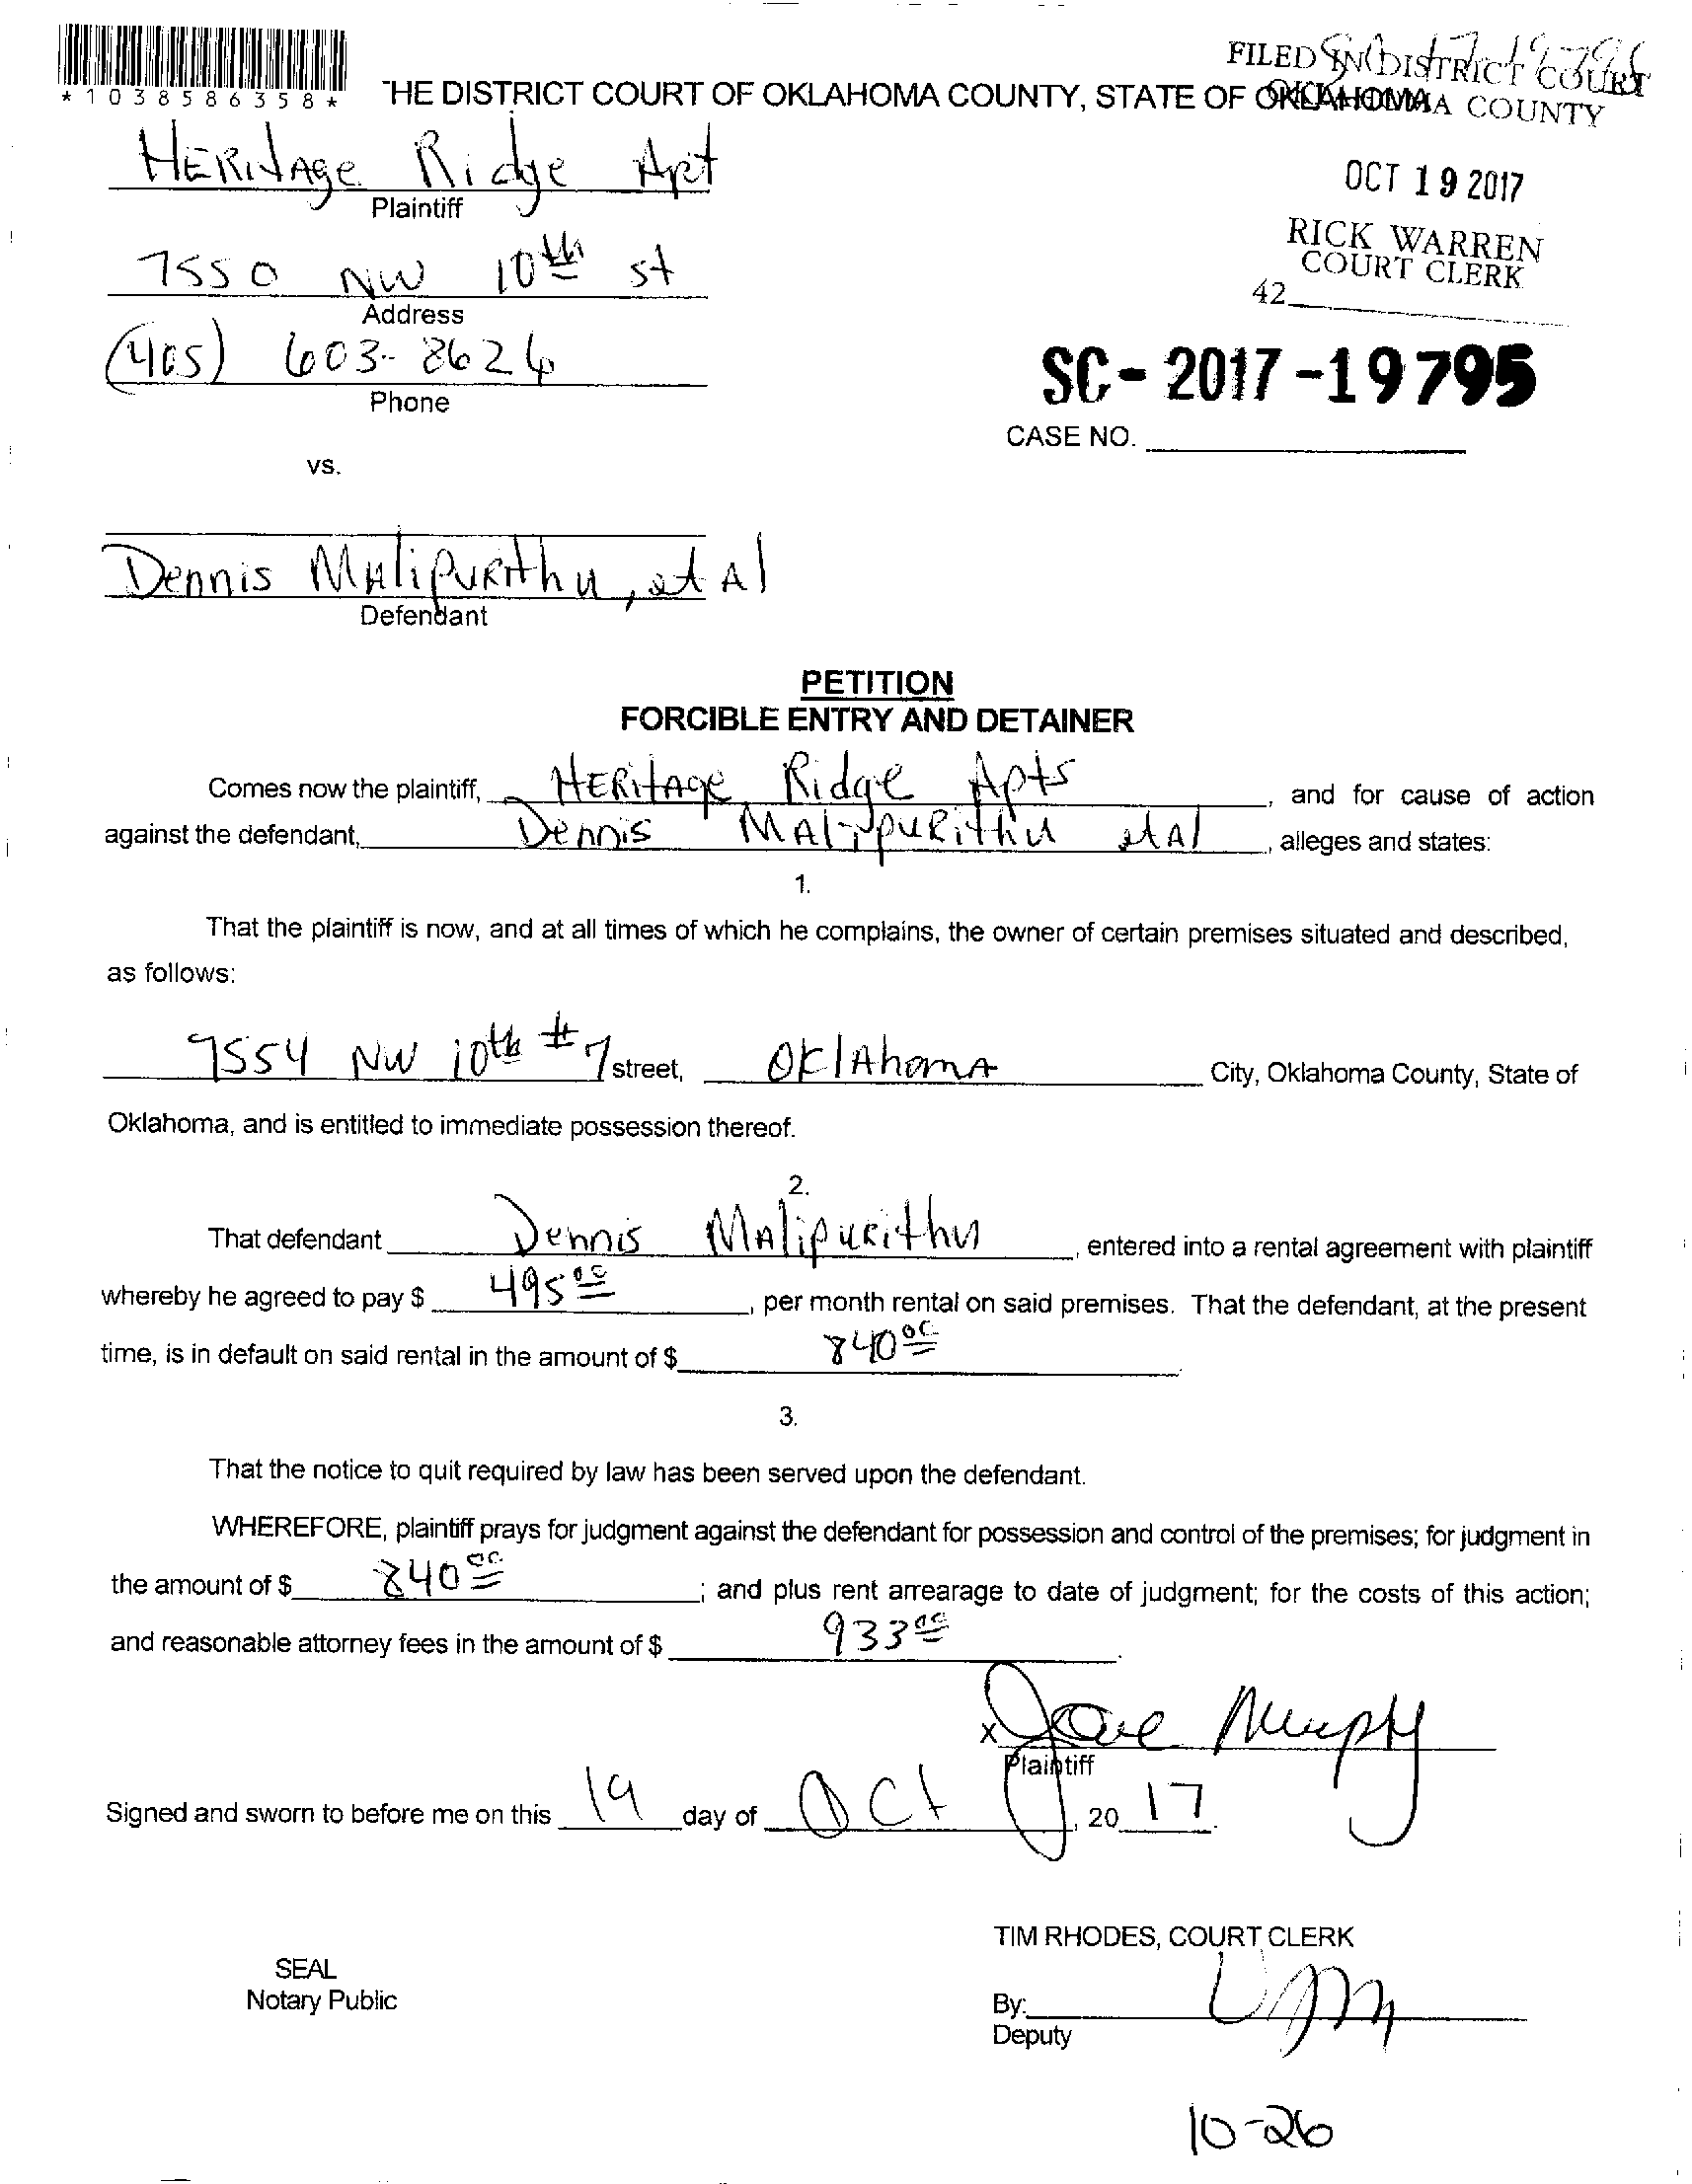 FILED IN DISTRICT COURT
*1038586358*
THE DISTRICT COURT OF OKLAHOMA COUNTY, STATE OF OKLAHOMA
OKLAHOMA COUNTY
HERitAge Ridge Apt
Plaintiff
OCT 19 2017
RICK WARREN
COURT CLERK
42
7550 NW 10th st
Address
(405) 603-8626
Phone
SC-2017-19795
CASE NO.
vs.
Dennis MAlipuRithu, et Al
Defendant
PETITION
FORCIBLE ENTRY AND DETAINER
Comes now the plaintiff, HERitAge Ridge Apts, and for cause of action
against the defendant, Dennis MAlipuRithu et Al, alleges and states:
1.
That the plaintiff is now, and at all times of which he complains, the owner of certain premises situated and described,
as follows:
7554 NW 10th #7 street, OklAhomA City, Oklahoma County, State of
Oklahoma, and is entitled to immediate possession thereof.
2.
That defendant Dennis MAlipuRithu, entered into a rental agreement with plaintiff
whereby he agreed to pay $ 495 00, per month rental on said premises. That the defendant, at the present
time, is in default on said rental in the amount of $ 840 00.
3.
That the notice to quit required by law has been served upon the defendant.
WHEREFORE, plaintiff prays for judgment against the defendant for possession and control of the premises; for judgment in
the amount of $ 840 00; and plus rent arrearage to date of judgment; for the costs of this action;
and reasonable attorney fees in the amount of $ 933 00.
X Murphy
Plaintiff
Signed and sworn to before me on this 19 day of Oct, 20 17.
TIM RHODES, COURT CLERK
SEAL
Notary Public
By:
Deputy
10-26